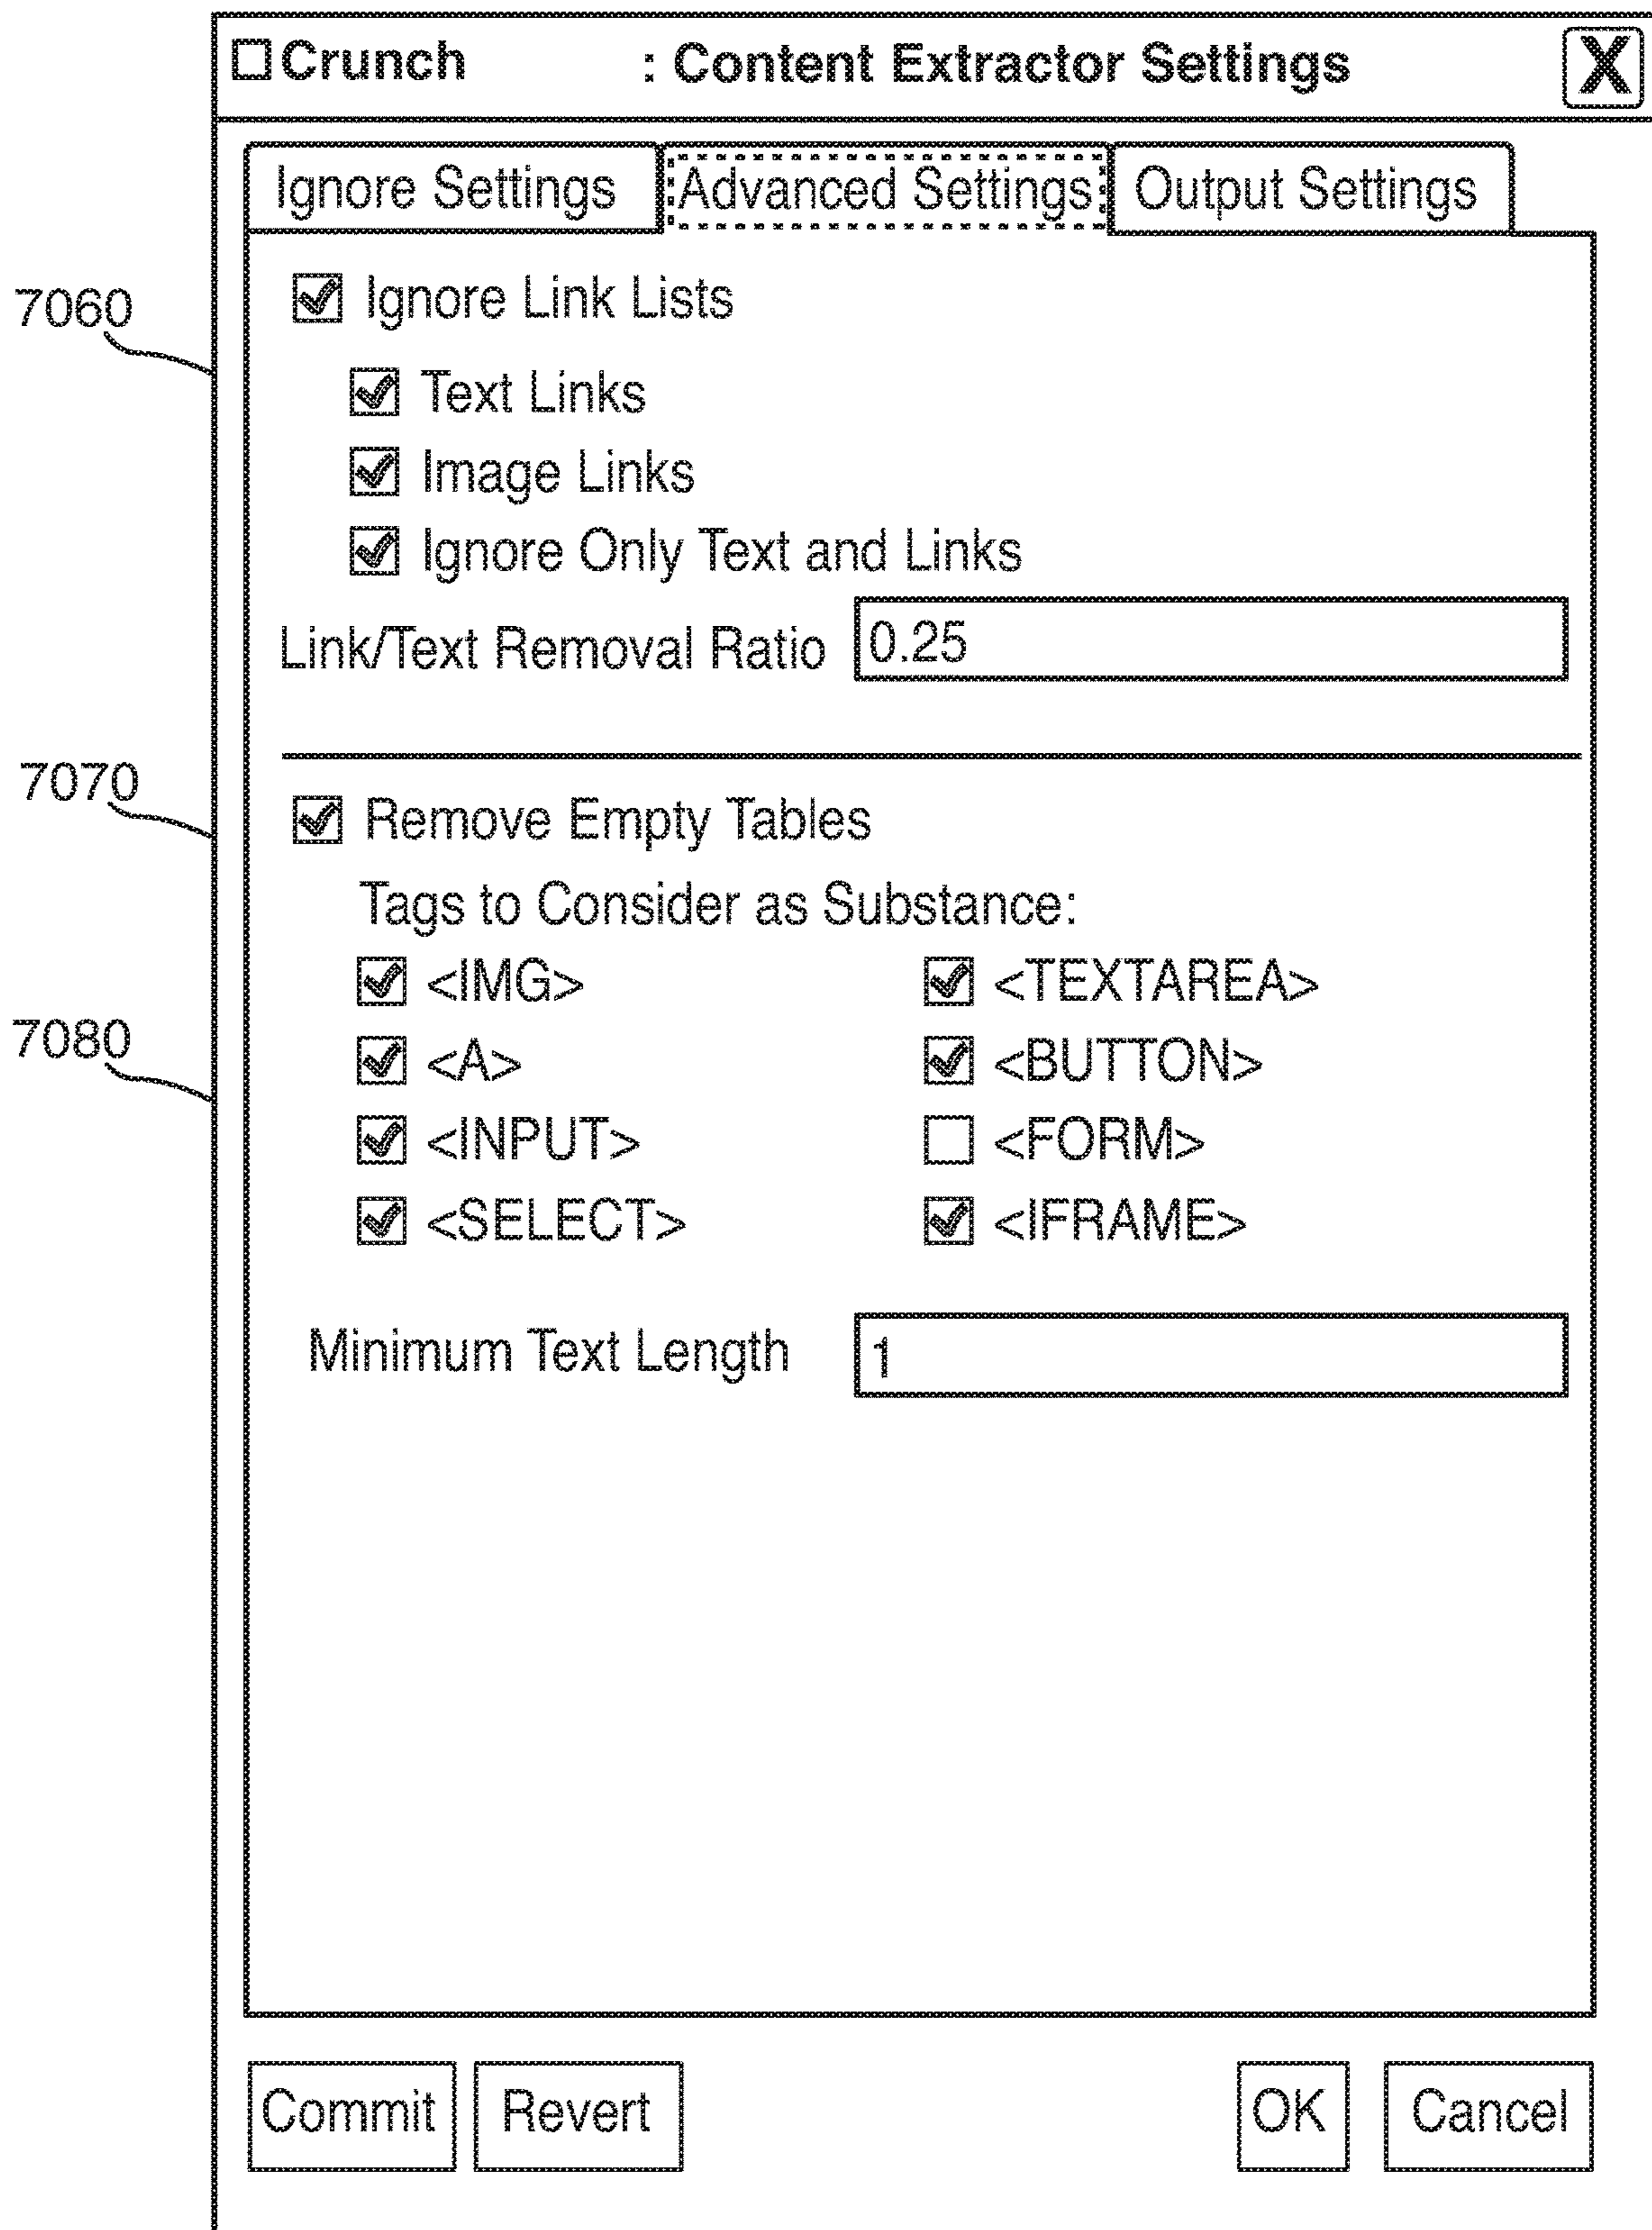 Crunch : Content Extractor Settings X
Ignore Settings Advanced Settings Output Settings
7060
Ignore Link Lists
Text Links
Image Links
Ignore Only Text and Links
Link/Text Removal Ratio 0.25
7070
Remove Empty Tables
Tags to Consider as Substance:
<IMG> <TEXTAREA>
7080
<A> <BUTTON>
<INPUT> <FORM>
<SELECT> <IFRAME>
Minimum Text Length 1
Commit Revert OK Cancel